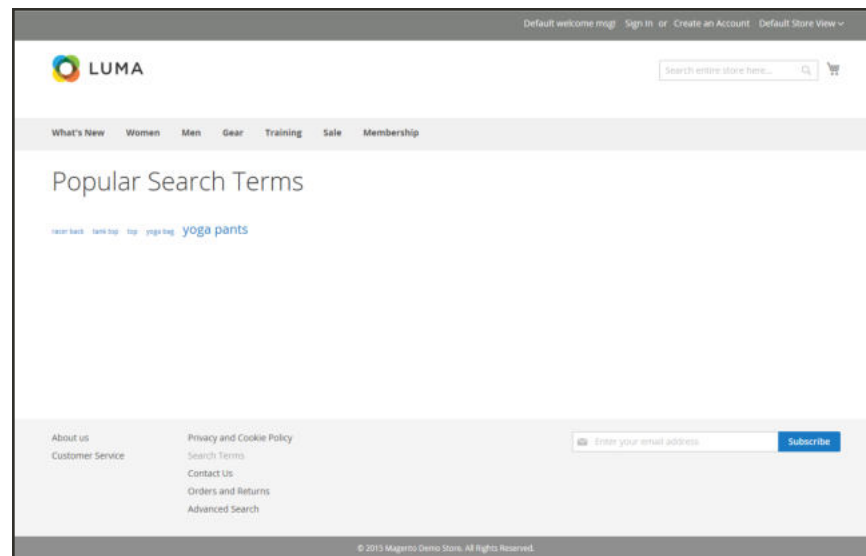 Default welcome msg! Sign In or Create an Account Default Store View
LUMA
Search entire store here...
What's New Women Men Gear Training Sale Membership
Popular Search Terms
racer back tank top top yoga bag yoga pants
About us
Customer Service
Privacy and Cookie Policy
Search Terms
Contact Us
Orders and Returns
Advanced Search
Enter your email address
Subscribe
© 2013 Magento Demo Store. All Rights Reserved.